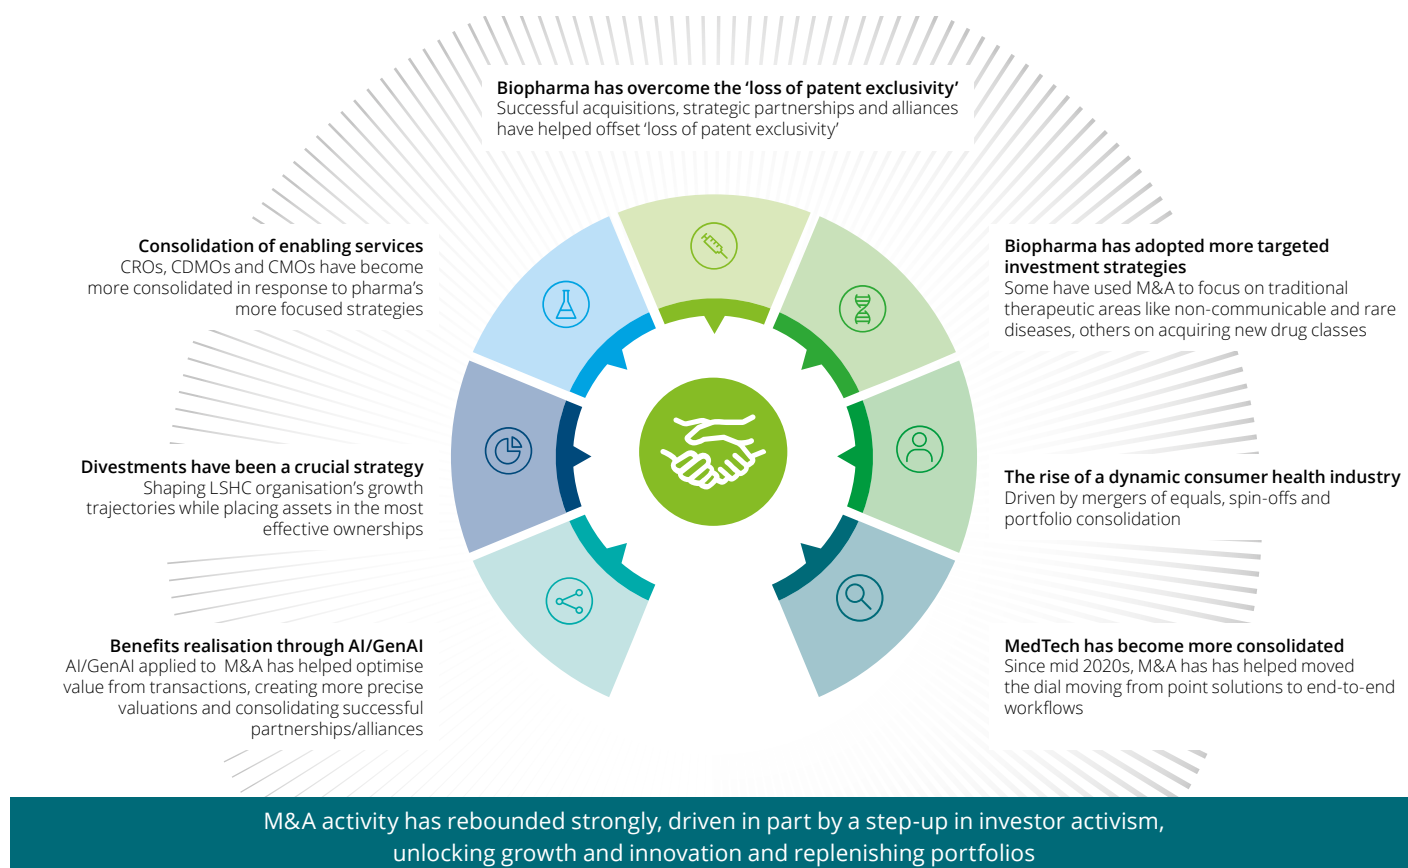 Biopharma has overcome the ‘loss of patent exclusivity’
Successful acquisitions, strategic partnerships and alliances
have helped offset ‘loss of patent exclusivity’
Consolidation of enabling services
CROs, CDMOs and CMOs have become
more consolidated in response to pharma’s
more focused strategies
Biopharma has adopted more targeted
investment strategies
Some have used M&A to focus on traditional
therapeutic areas like non-communicable and rare
diseases, others on acquiring new drug classes
Divestments have been a crucial strategy
Shaping LSHC organisation’s growth
trajectories while placing assets in the most
effective ownerships
The rise of a dynamic consumer health industry
Driven by mergers of equals, spin-offs and
portfolio consolidation
Benefits realisation through AI/GenAI
AI/GenAI applied to M&A has helped optimise
value from transactions, creating more precise
valuations and consolidating successful
partnerships/alliances
MedTech has become more consolidated
Since mid 2020s, M&A has has helped moved
the dial moving from point solutions to end-to-end
workflows
M&A activity has rebounded strongly, driven in part by a step-up in investor activism,
unlocking growth and innovation and replenishing portfolios